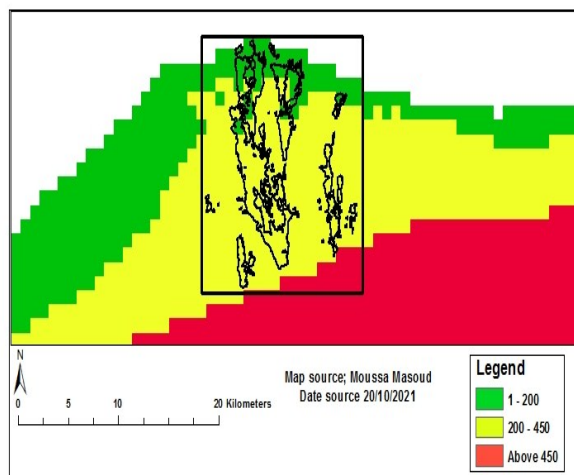 N
0 5 10 20 Kilometers
Map source; Moussa Masoud
Date source 20/10/2021
Legend
1 - 200
200 - 450
Above 450